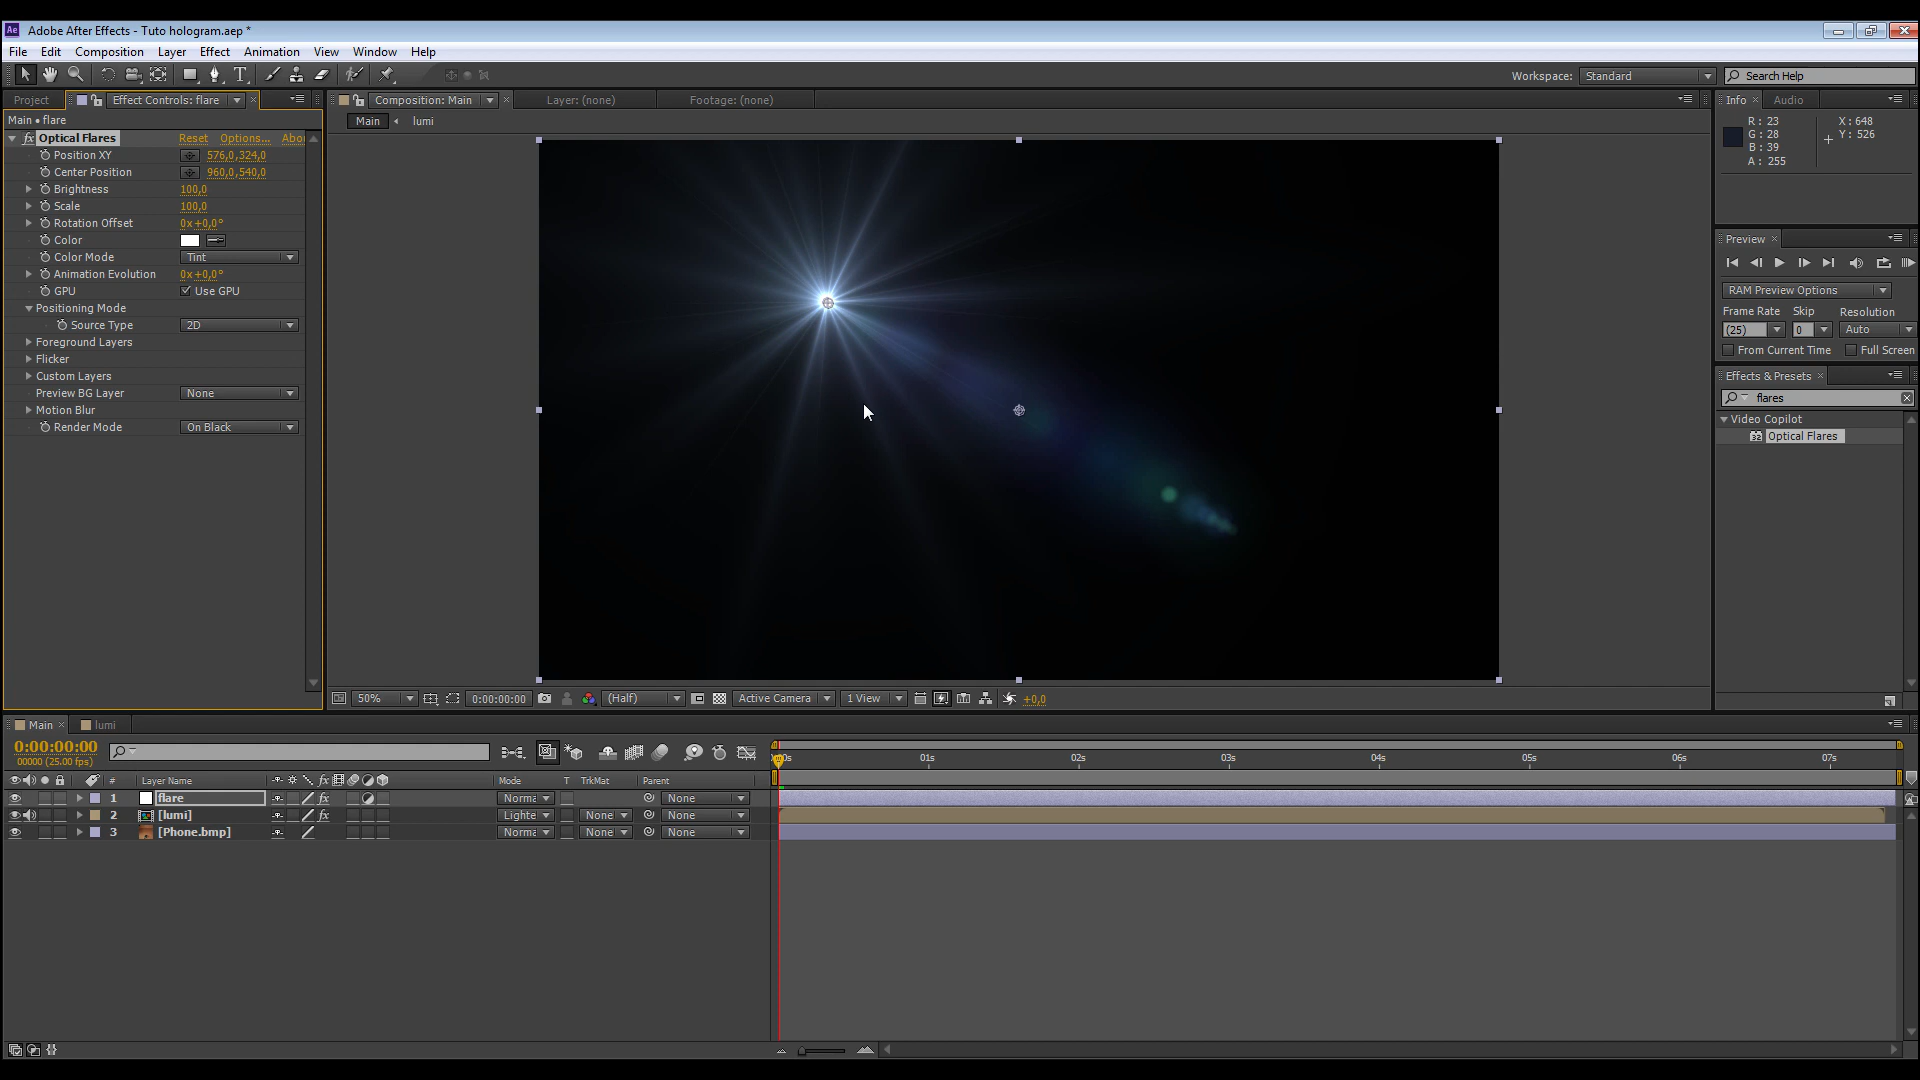 Ae Adobe After Effects - Tuto hologram.aep *
File Edit Composition Layer Effect Animation View Window Help
Workspace: Standard Search Help
Project Effect Controls: flare
Main • flare
fx Optical Flares Reset Options... Abo
Position XY 576,0,324,0
Center Position 960,0,540,0
Brightness 100,0
Scale 100,0
Rotation Offset 0x+0,0°
Color
Color Mode Tint
Animation Evolution 0x+0,0°
GPU Use GPU
Positioning Mode
Source Type 2D
Foreground Layers
Flicker
Custom Layers
Preview BG Layer None
Motion Blur
Render Mode On Black
Composition: Main Layer: (none) Footage: (none)
Main lumi
50% 0:00:00:00 (Half) Active Camera 1 View +0,0
Info Audio
R: 23 X: 648
G: 28 Y: 526
B: 39
A: 255
Preview
RAM Preview Options
Frame Rate Skip Resolution
(25) 0 Auto
From Current Time Full Screen
Effects & Presets
flares
Video Copilot
32 Optical Flares
Main lumi
0:00:00:00
00000 (25.00 fps)
0s 01s 02s 03s 04s 05s 06s 07s
# Layer Name fx Mode T TrkMat Parent
1 flare fx Norma None
2 [lumi] fx Lighte None None
3 [Phone.bmp] Norma None None